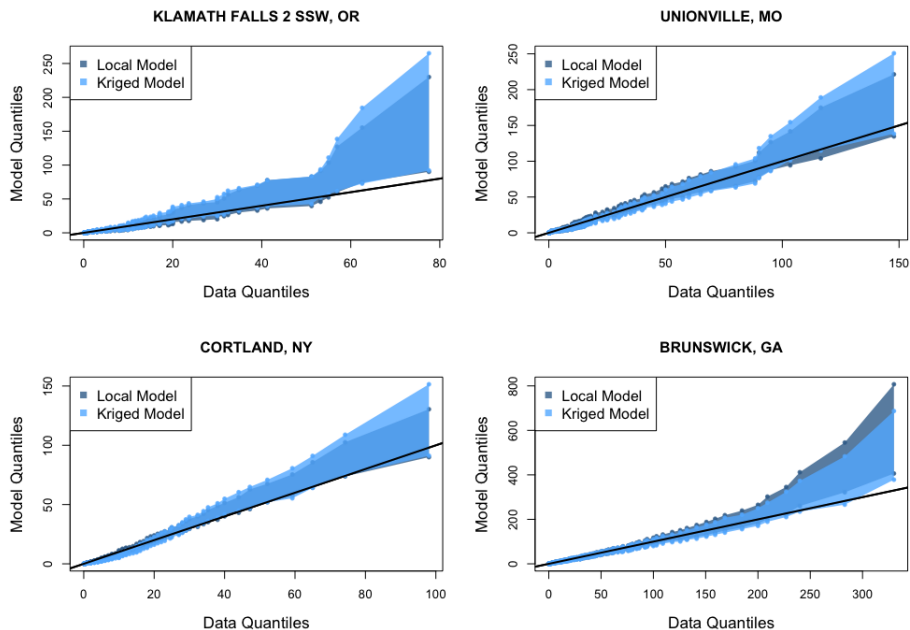 KLAMATH FALLS 2 SSW, OR
Local Model
Kriged Model
Model Quantiles
0 50 100 150 200 250
0 20 40 60 80
Data Quantiles
UNIONVILLE, MO
Local Model
Kriged Model
Model Quantiles
0 50 100 150 200 250
0 50 100 150
Data Quantiles
CORTLAND, NY
Local Model
Kriged Model
Model Quantiles
0 50 100 150
0 20 40 60 80 100
Data Quantiles
BRUNSWICK, GA
Local Model
Kriged Model
Model Quantiles
0 200 400 600 800
0 50 100 150 200 250 300
Data Quantiles